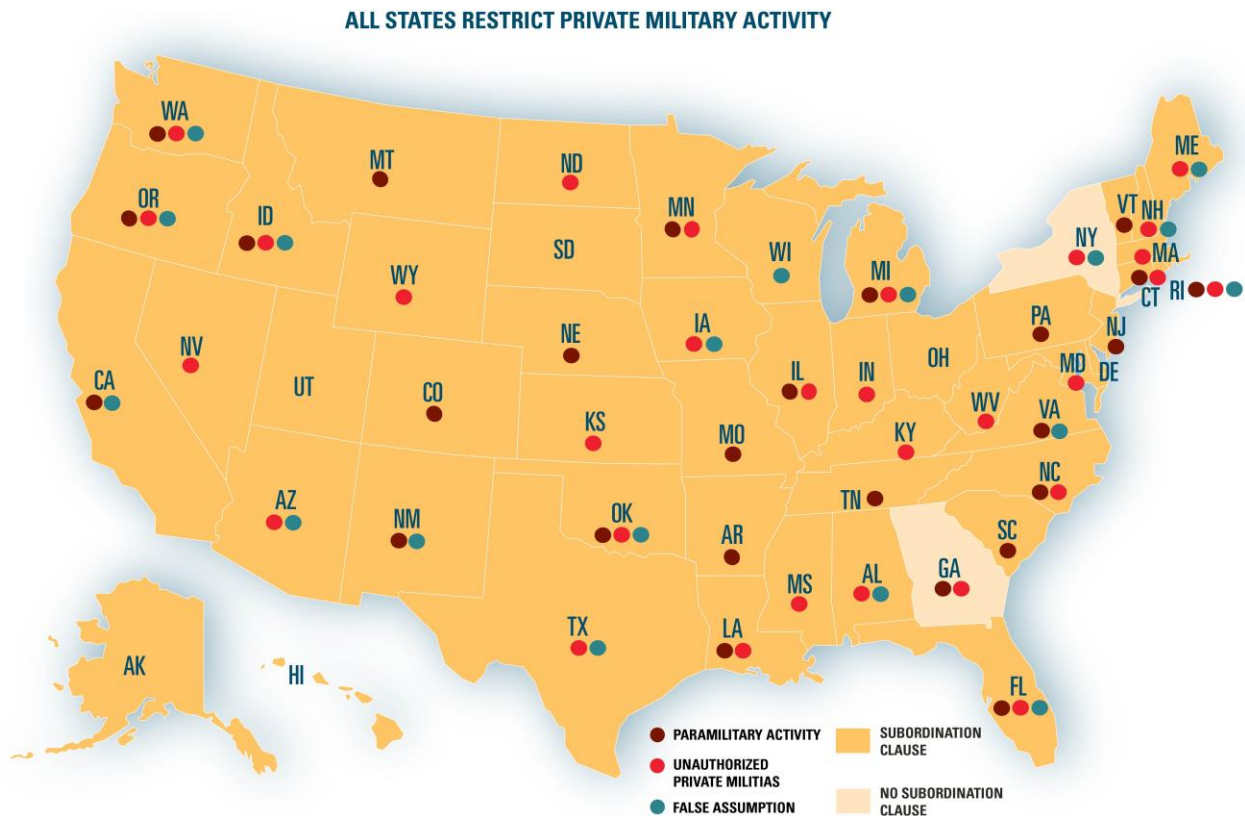 ALL STATES RESTRICT PRIVATE MILITARY ACTIVITY
WA
MT
ND
ME
OR
ID
MN
VT
NH
WI
NY
MA
SD
MI
WY
CT
RI
IA
PA
NE
NJ
NV
OH
MD
DE
CA
UT
CO
IL
IN
WV
VA
KS
MO
KY
NC
AZ
NM
OK
TN
AR
SC
GA
MS
AL
TX
LA
AK
HI
FL
PARAMILITARY ACTIVITY
UNAUTHORIZED
PRIVATE MILITIAS
FALSE ASSUMPTION
SUBORDINATION
CLAUSE
NO SUBORDINATION
CLAUSE